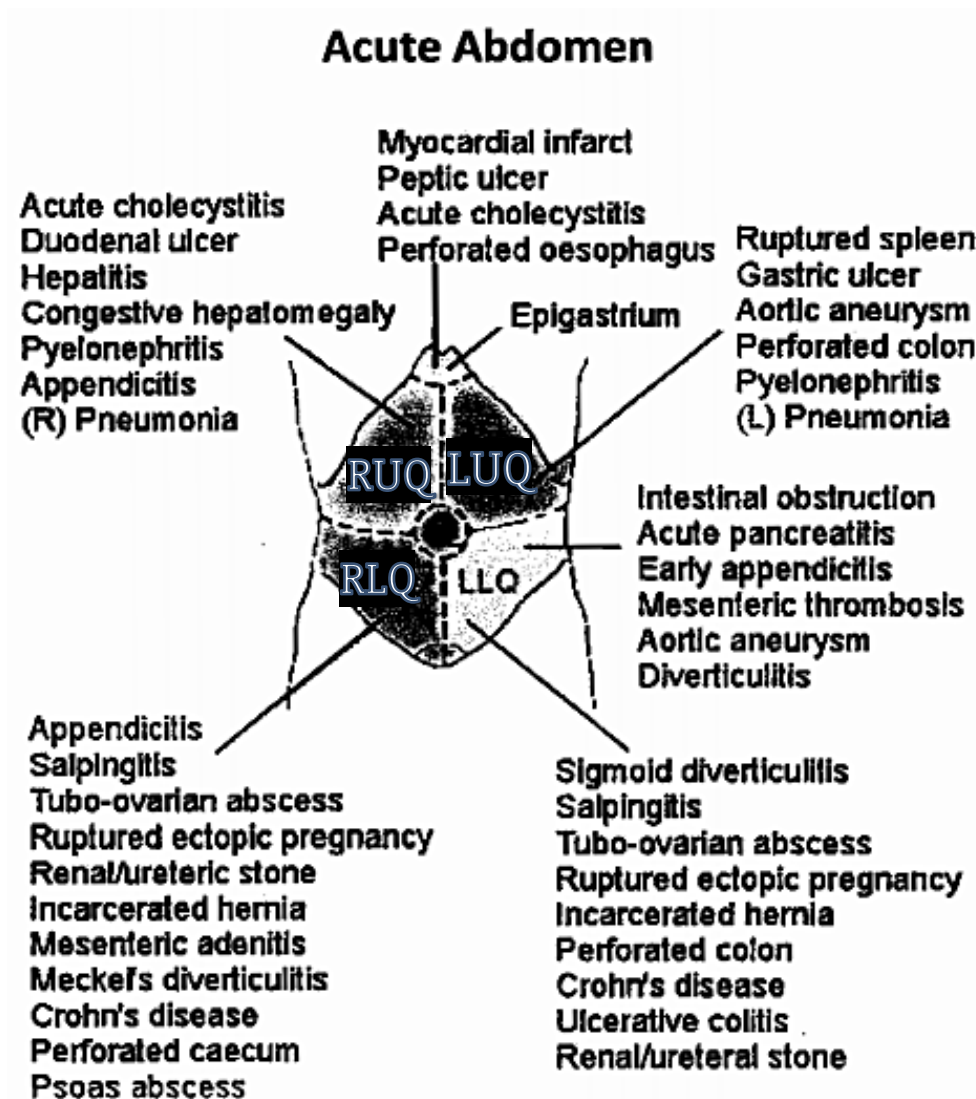 Acute Abdomen
Myocardial infarct
Peptic ulcer
Acute cholecystitis
Perforated oesophagus
Acute cholecystitis
Duodenal ulcer
Hepatitis
Congestive hepatomegaly
Pyelonephritis
Appendicitis
(R) Pneumonia
Epigastrium
Ruptured spleen
Gastric ulcer
Aortic aneurysm
Perforated colon
Pyelonephritis
(L) Pneumonia
RUQ
LUQ
RLQ
LLQ
Intestinal obstruction
Acute pancreatitis
Early appendicitis
Mesenteric thrombosis
Aortic aneurysm
Diverticulitis
Appendicitis
Salpingitis
Tubo-ovarian abscess
Ruptured ectopic pregnancy
Renal/ureteric stone
Incarcerated hernia
Mesenteric adenitis
Meckel's diverticulitis
Crohn's disease
Perforated caecum
Psoas abscess
Sigmoid diverticulitis
Salpingitis
Tubo-ovarian abscess
Ruptured ectopic pregnancy
Incarcerated hernia
Perforated colon
Crohn's disease
Ulcerative colitis
Renal/ureteral stone